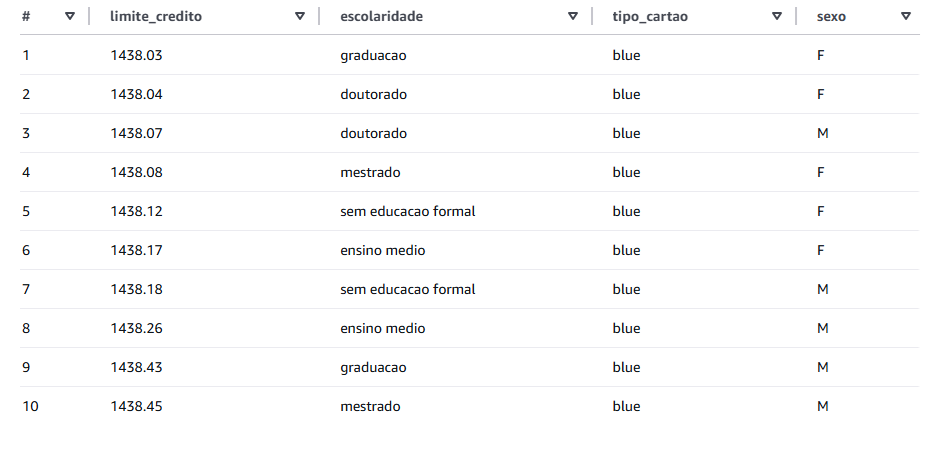 # limite_credito escolaridade tipo_cartao sexo
1 1438.03 graduacao blue F
2 1438.04 doutorado blue F
3 1438.07 doutorado blue M
4 1438.08 mestrado blue F
5 1438.12 sem educacao formal blue F
6 1438.17 ensino medio blue F
7 1438.18 sem educacao formal blue M
8 1438.26 ensino medio blue M
9 1438.43 graduacao blue M
10 1438.45 mestrado blue M